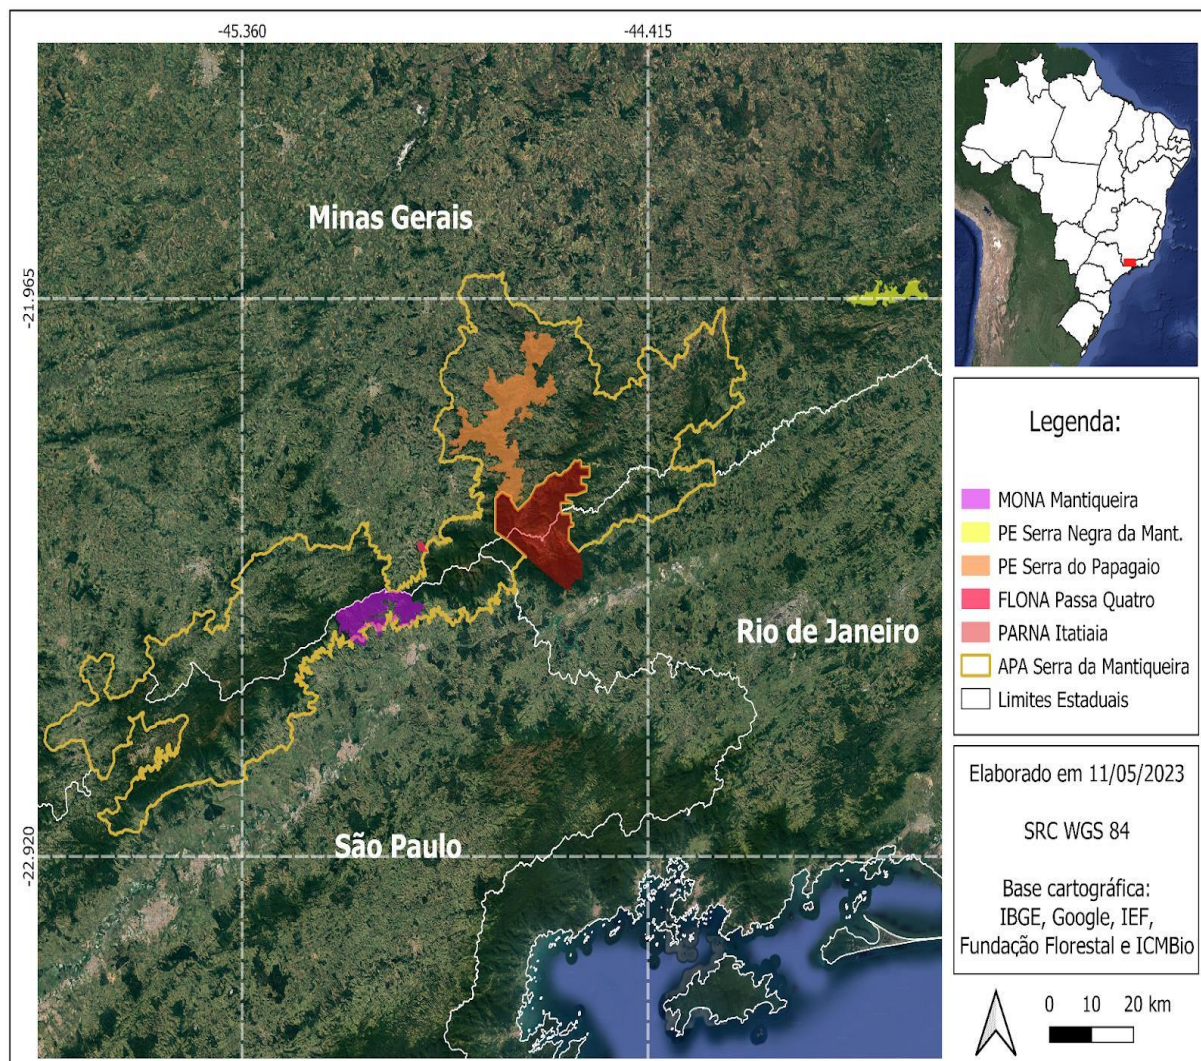 -45.360
-44.415
-21.965
-22.920
Minas Gerais
Rio de Janeiro
São Paulo
Legenda:
MONA Mantiqueira
PE Serra Negra da Mant.
PE Serra do Papagaio
FLONA Passa Quatro
PARNA Itatiaia
APA Serra da Mantiqueira
Limites Estaduais
Elaborado em 11/05/2023
SRC WGS 84
Base cartográfica:
IBGE, Google, IEF,
Fundação Florestal e ICMBio
0 10 20 km